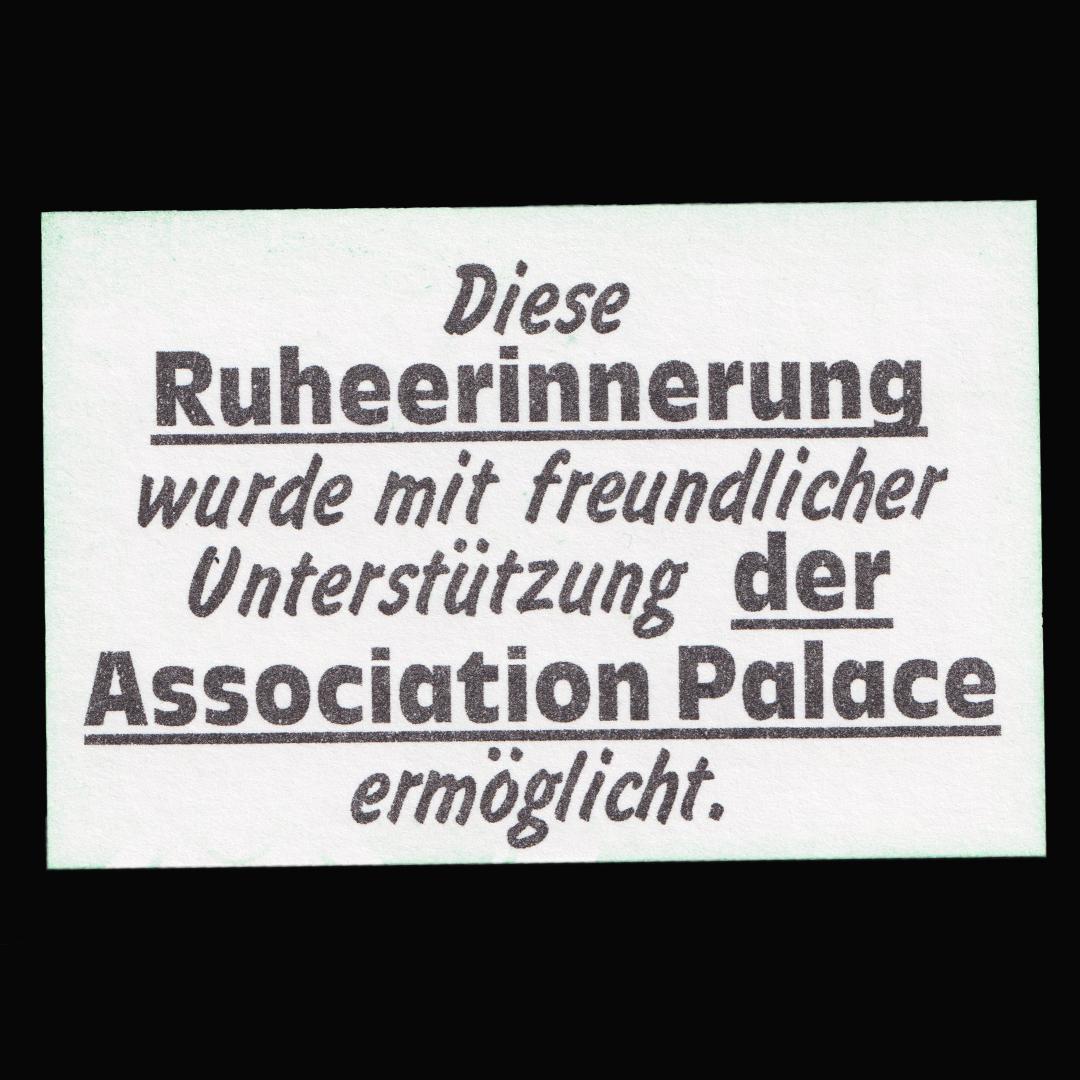 Diese
Ruheerinnerung
wurde mit freundlicher
Unterstützung der
Association Palace
ermöglicht.